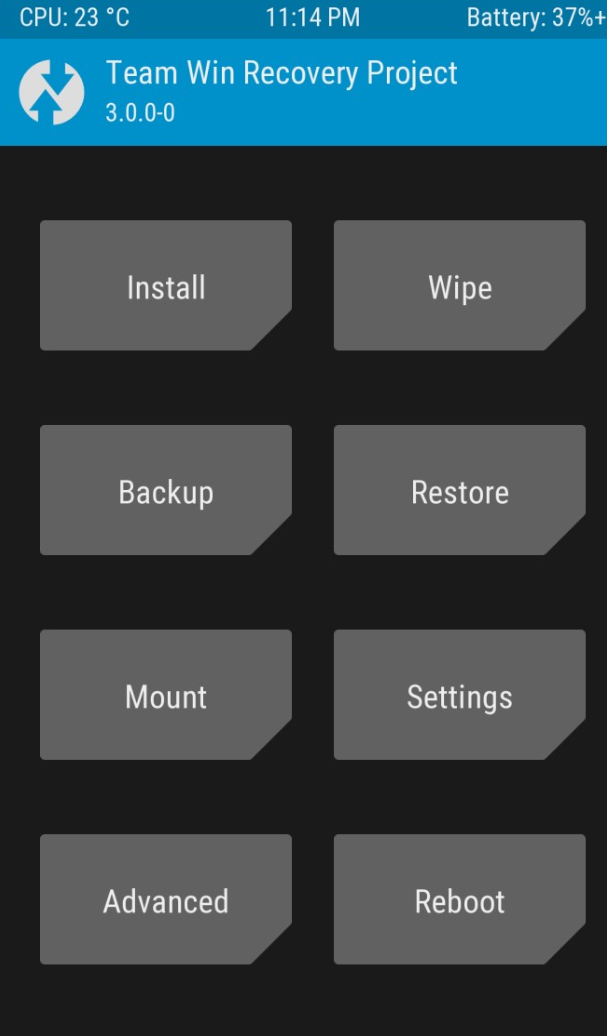 CPU: 23 °C 11:14 PM Battery: 37%+
Team Win Recovery Project
3.0.0-0
Install Wipe
Backup Restore
Mount Settings
Advanced Reboot